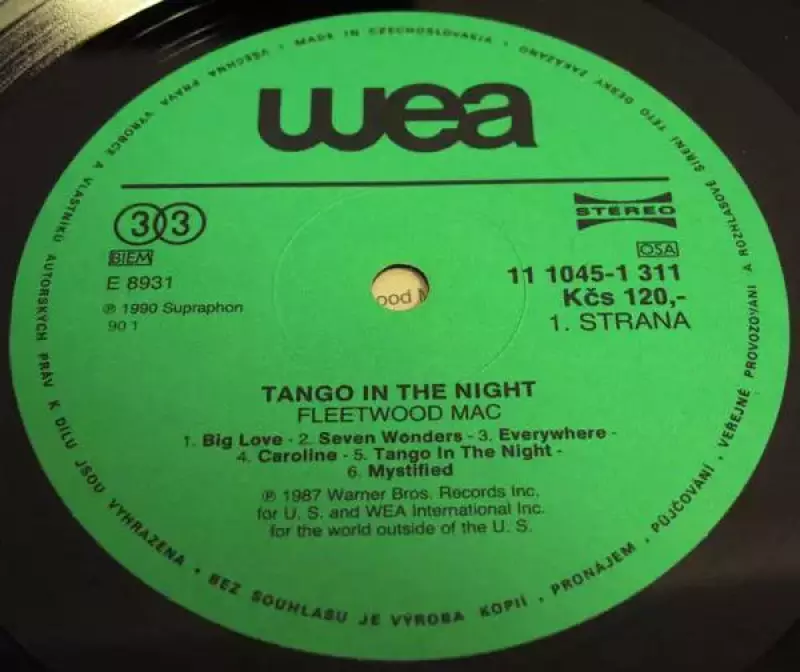 wea
33
STEREO
BIEM
OSA
E 8931
11 1045-1 311
Kčs 120,-
℗ 1990 Supraphon
90 1
1. STRANA
ood M
TANGO IN THE NIGHT
FLEETWOOD MAC
1. Big Love - 2. Seven Wonders - 3. Everywhere -
4. Caroline - 5. Tango In The Night -
6. Mystified
℗ 1987 Warner Bros. Records Inc.
for U. S. and WEA International Inc.
for the world outside of the U. S.
MADE IN CZECHOSLOVAKIA • VŠECHNA PRÁVA VÝROBCE A VLASTNÍKŮ AUTORSKÝCH PRÁV K DÍLU JSOU VYHRAZENA • BEZ SOUHLASU JE VÝROBA KOPIÍ, PRONÁJEM, PŮJČOVÁNÍ, VEŘEJNÉ PROVOZOVÁNÍ A ROZHLASOVÉ ŠÍŘENÍ TÉTO DESKY ZAKÁZÁNO •